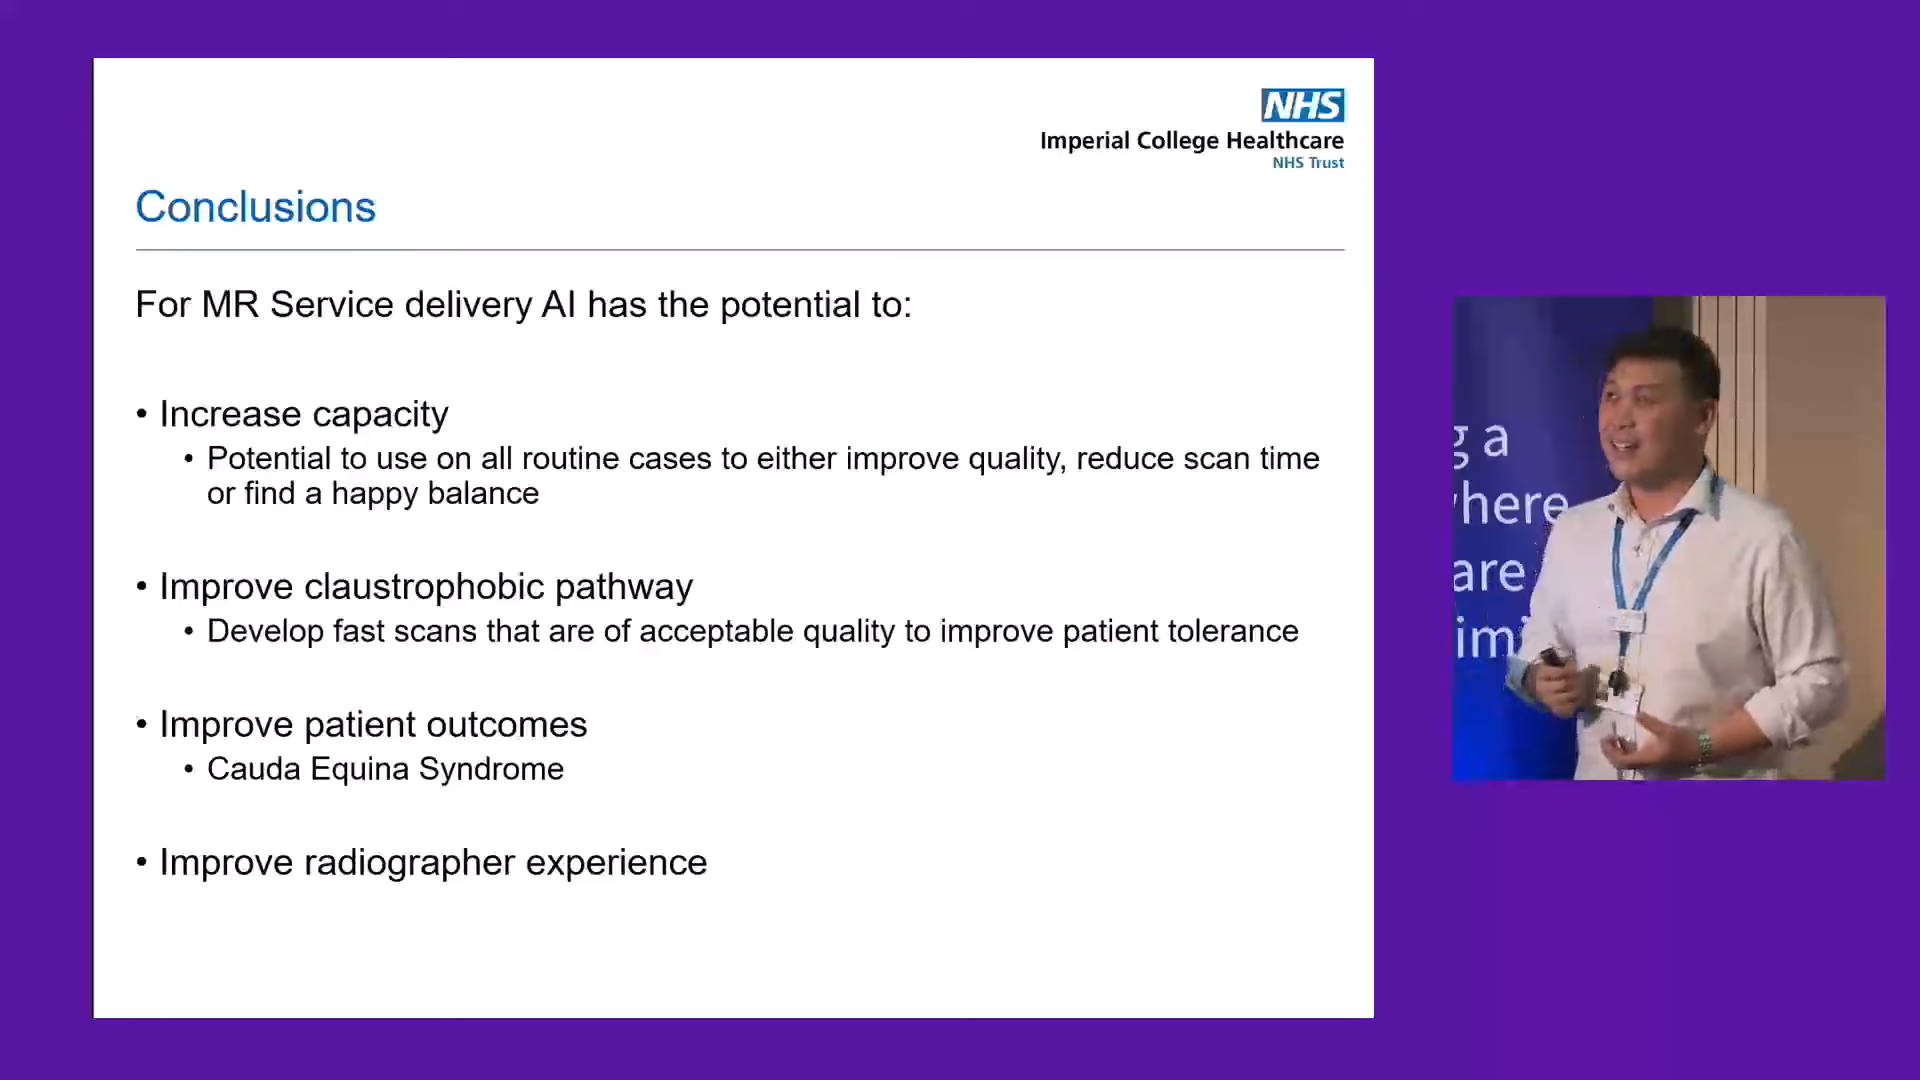 NHS
Imperial College Healthcare
NHS Trust
Conclusions
For MR Service delivery AI has the potential to:
• Increase capacity
• Potential to use on all routine cases to either improve quality, reduce scan time
or find a happy balance
• Improve claustrophobic pathway
• Develop fast scans that are of acceptable quality to improve patient tolerance
• Improve patient outcomes
• Cauda Equina Syndrome
• Improve radiographer experience
g a
where
are
im